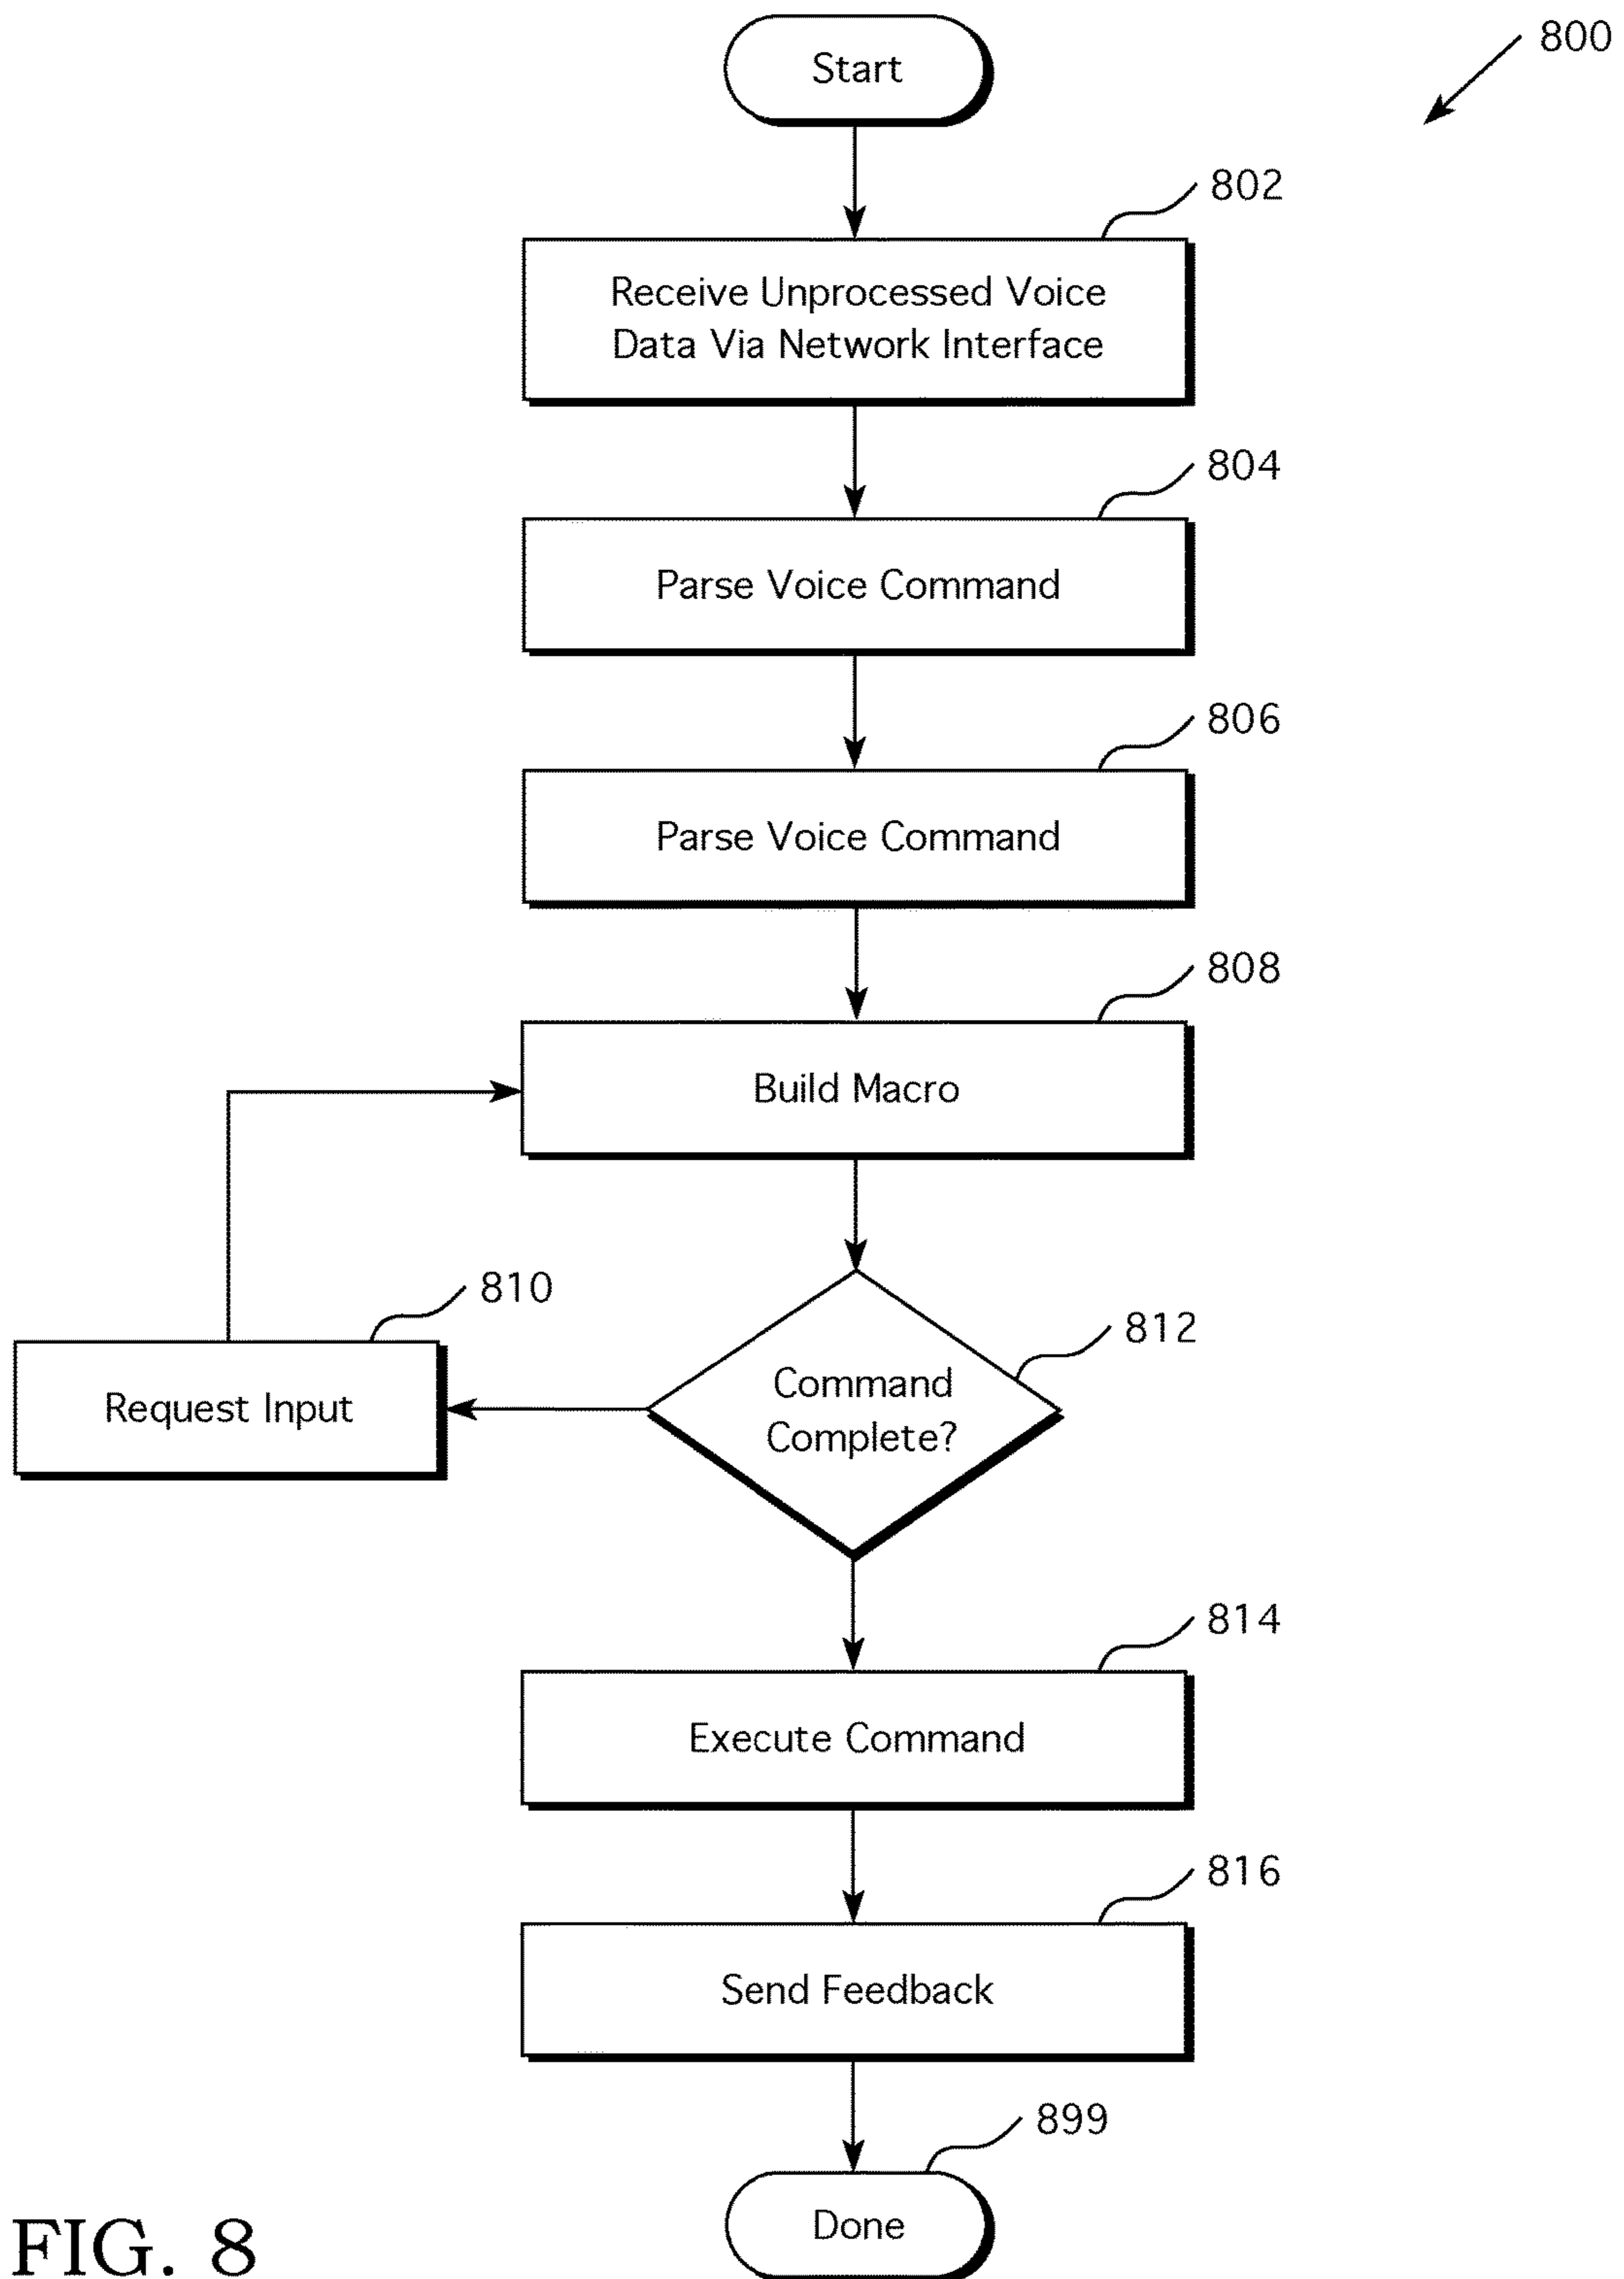 Start
800
802
Receive Unprocessed Voice
Data Via Network Interface
804
Parse Voice Command
806
Parse Voice Command
808
Build Macro
810
Request Input
812
Command
Complete?
814
Execute Command
816
Send Feedback
899
Done
FIG. 8